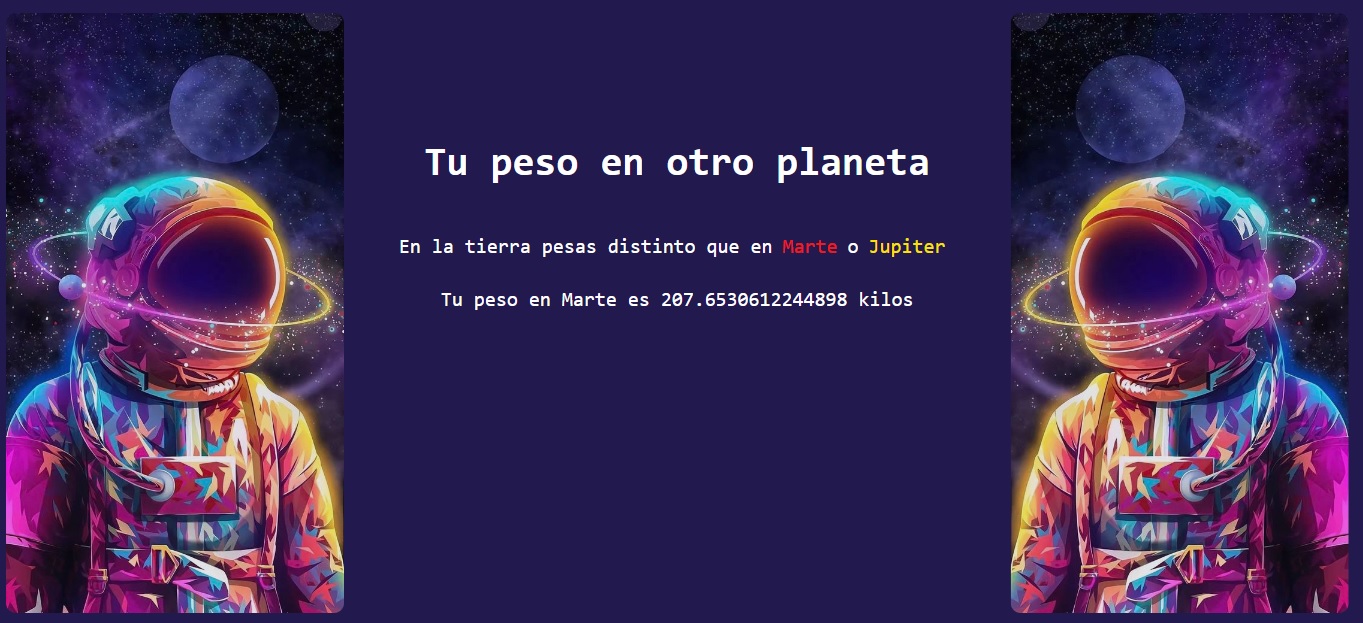 Tu peso en otro planeta
En la tierra pesas distinto que en Marte o Jupiter
Tu peso en Marte es 207.6530612244898 kilos